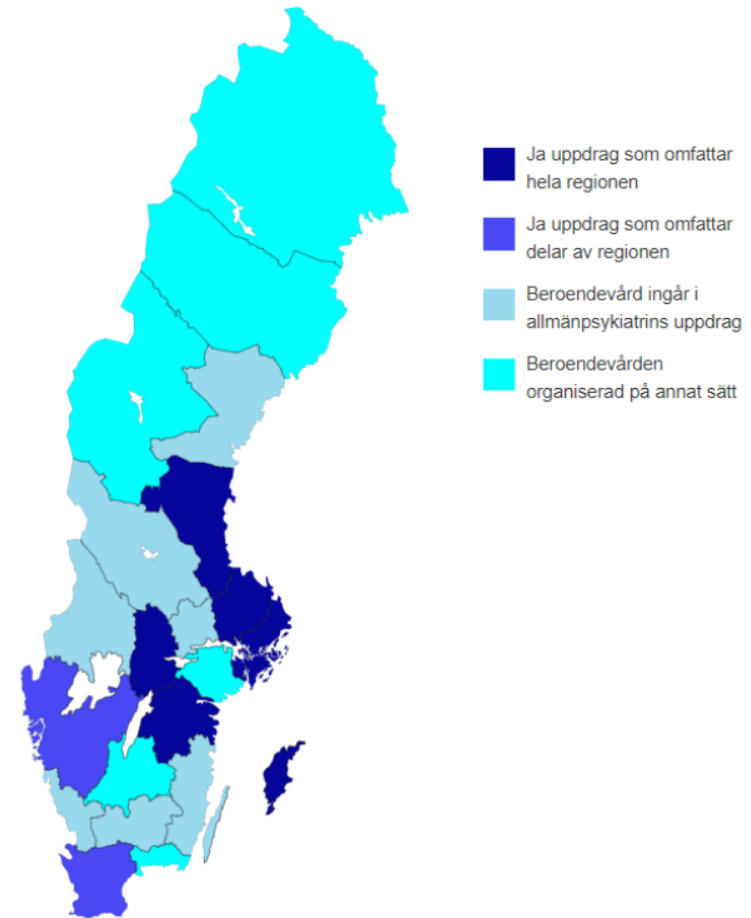 Ja uppdrag som omfattar
hela regionen
Ja uppdrag som omfattar
delar av regionen
Beroendevård ingår i
allmänpsykiatrins uppdrag
Beroendevården
organiserad på annat sätt